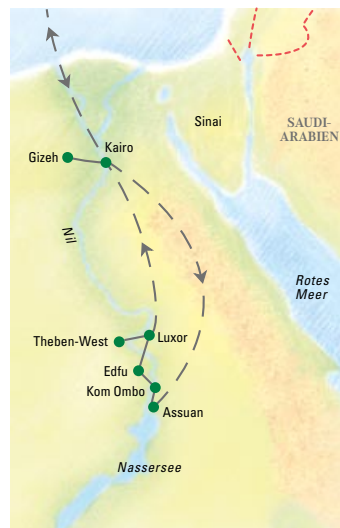 Sinai
SAUDI-
ARABIEN
Kairo
Gizeh
Nil
Rotes
Meer
Theben-West
Luxor
Edfu
Kom Ombo
Assuan
Nassersee